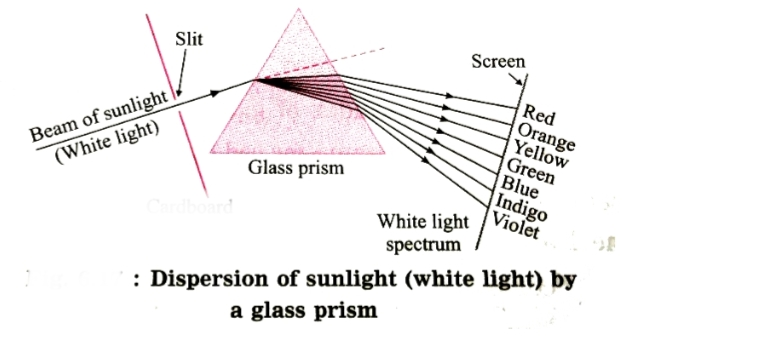 Slit
Screen
Beam of sunlight
(White light)
Red
Orange
Yellow
Green
Blue
Indigo
Violet
Glass prism
Cardboard
White light
spectrum
: Dispersion of sunlight (white light) by
a glass prism